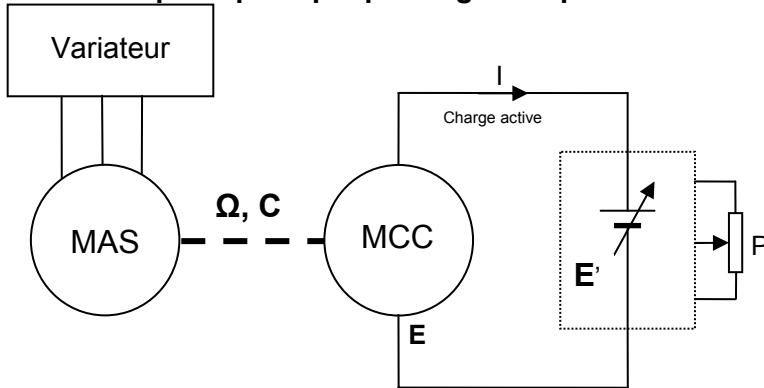 Variateur
I
Charge active
MAS
Ω, C
MCC
E'
P
E